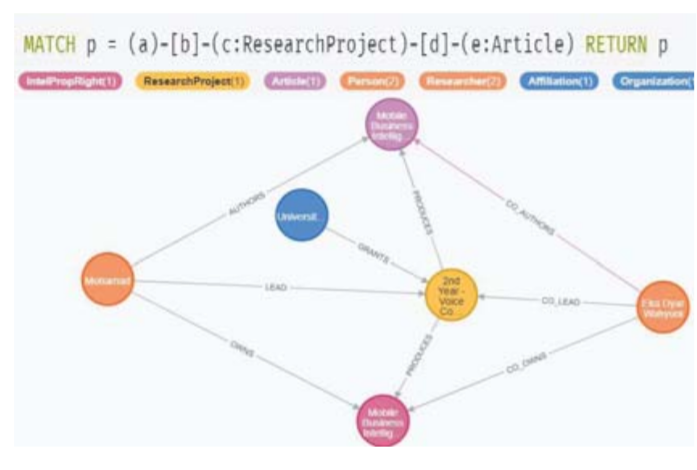 MATCH p = (a)-[b]-(c:ResearchProject)-[d]-(e:Article) RETURN p
IntelPropRight(1) ResearchProject(1) Article(1) Person(2) Researcher(2) Affiliation(1) Organization(
Mobile
Business
Intellig...
AUTHORS
CO_AUTHORS
PRODUCES
Universit...
GRANTS
Mohamad
LEAD
2nd
Year -
Voice
Co...
CO_LEAD
Eka Dyar
Wahyuni
OWNS
PRODUCES
CO_OWNS
Mobile
Business
Intellig...